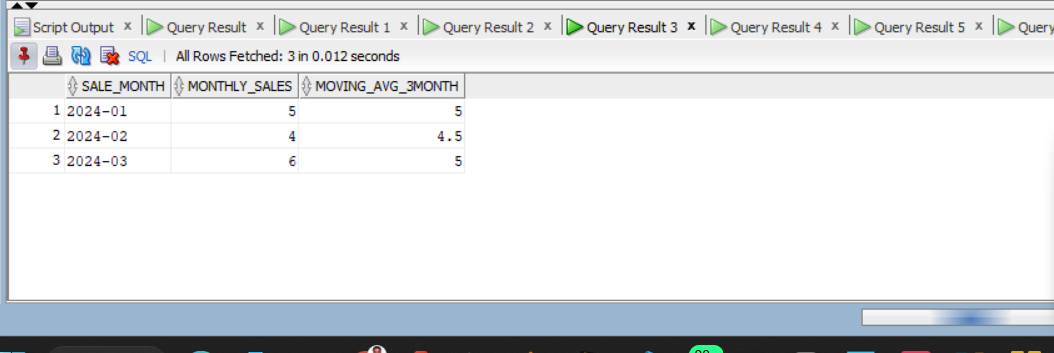 Script Output x Query Result x Query Result 1 x Query Result 2 x Query Result 3 x Query Result 4 x Query Result 5 x Query
SQL | All Rows Fetched: 3 in 0.012 seconds
SALE_MONTH MONTHLY_SALES MOVING_AVG_3MONTH
1 2024-01 5 5
2 2024-02 4 4.5
3 2024-03 6 5